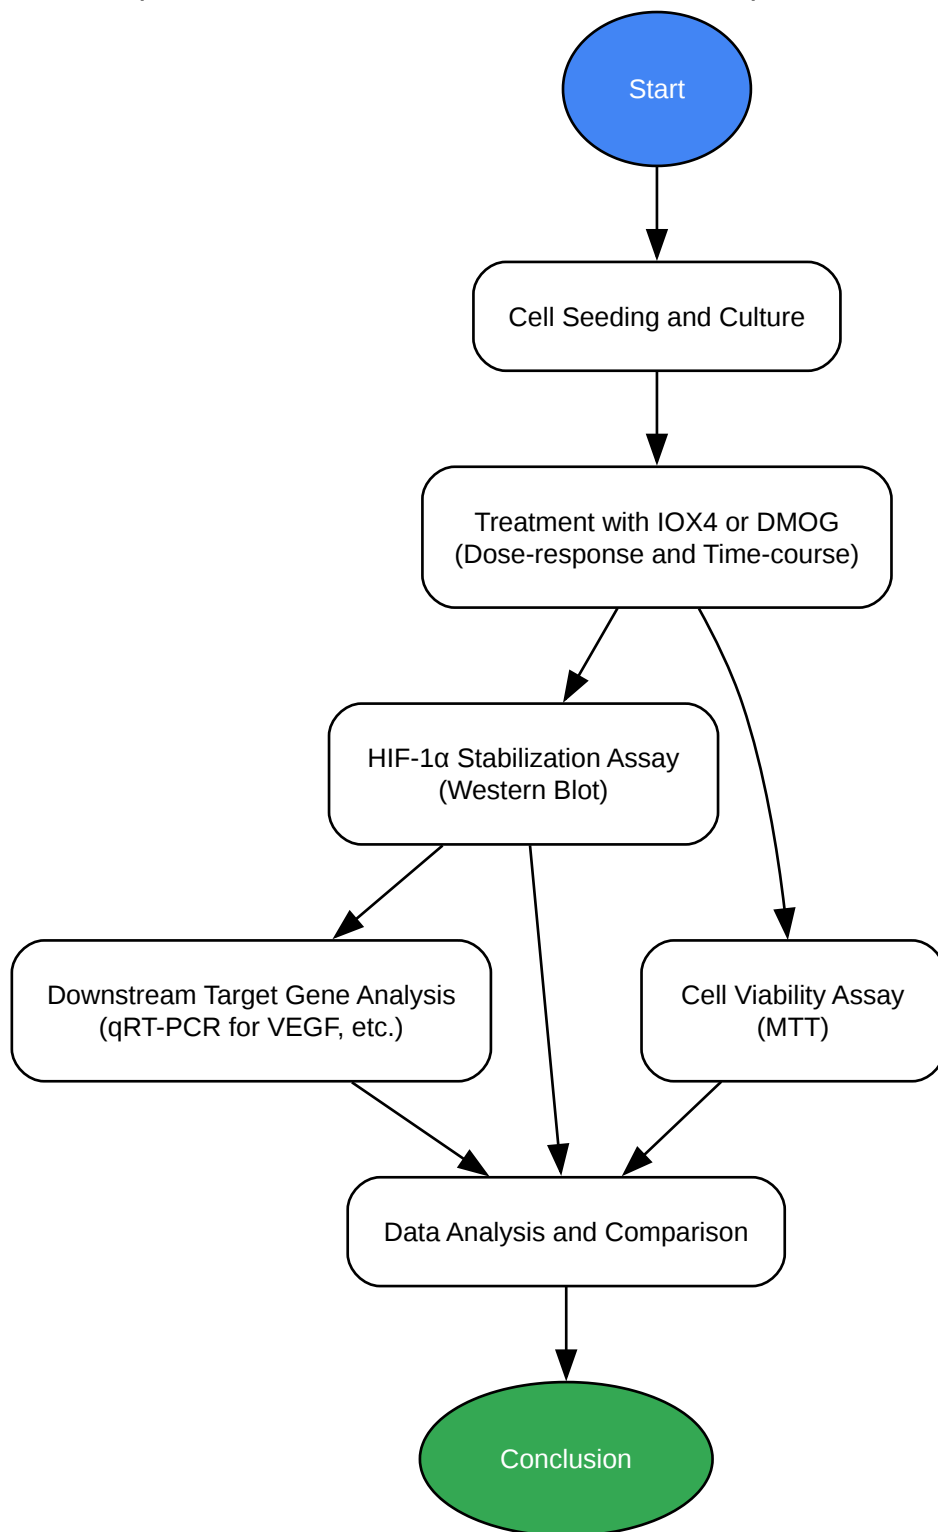 Start
Cell Seeding and Culture
Treatment with IOX4 or DMOG
(Dose-response and Time-course)
HIF-1α Stabilization Assay
(Western Blot)
Downstream Target Gene Analysis
(qRT-PCR for VEGF, etc.)
Cell Viability Assay
(MTT)
Data Analysis and Comparison
Conclusion